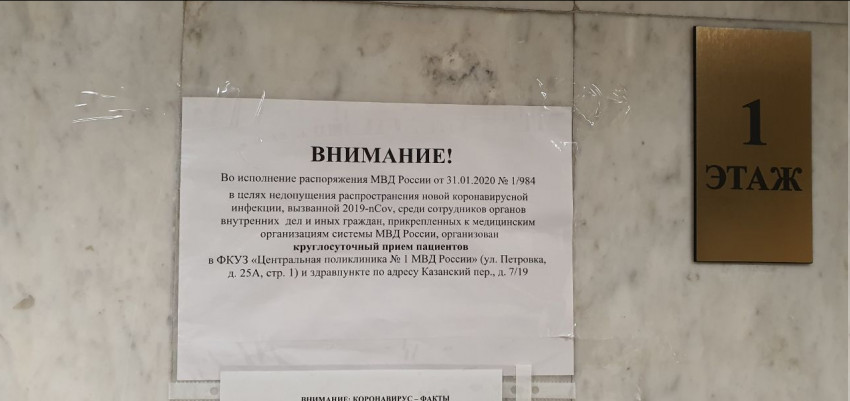 ВНИМАНИЕ!
Во исполнение распоряжения МВД России от 31.01.2020 № 1/984
в целях недопущения распространения новой коронавирусной
инфекции, вызванной 2019-nCov, среди сотрудников органов
внутренних дел и иных граждан, прикрепленных к медицинским
организациям системы МВД России, организован
круглосуточный прием пациентов
в ФКУЗ «Центральная поликлиника № 1 МВД России» (ул. Петровка,
д. 25А, стр. 1) и здравпункте по адресу Казанский пер., д. 7/19
ВНИМАНИЕ: КОРОНАВИРУС – ФАКТЫ
1
ЭТАЖ